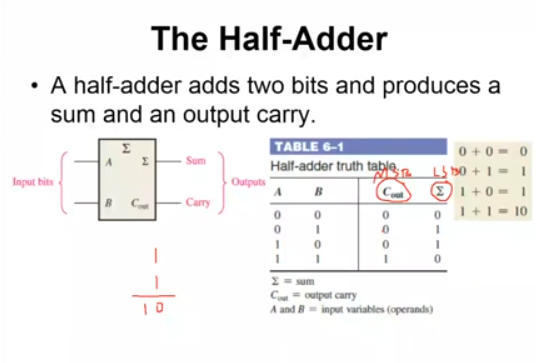 The Half-Adder
• A half-adder adds two bits and produces a
sum and an output carry.
Σ
A Σ
B Cout
Input bits
Sum
Carry
Outputs
1
1
10
TABLE 6–1
Half-adder truth table
MSB LSB
A B Cout Σ
0 0 0 0
0 1 0 1
1 0 0 1
1 1 1 0
Σ = sum
Cout = output carry
A and B = input variables (operands)
0 + 0 = 0
0 + 1 = 1
1 + 0 = 1
1 + 1 = 10